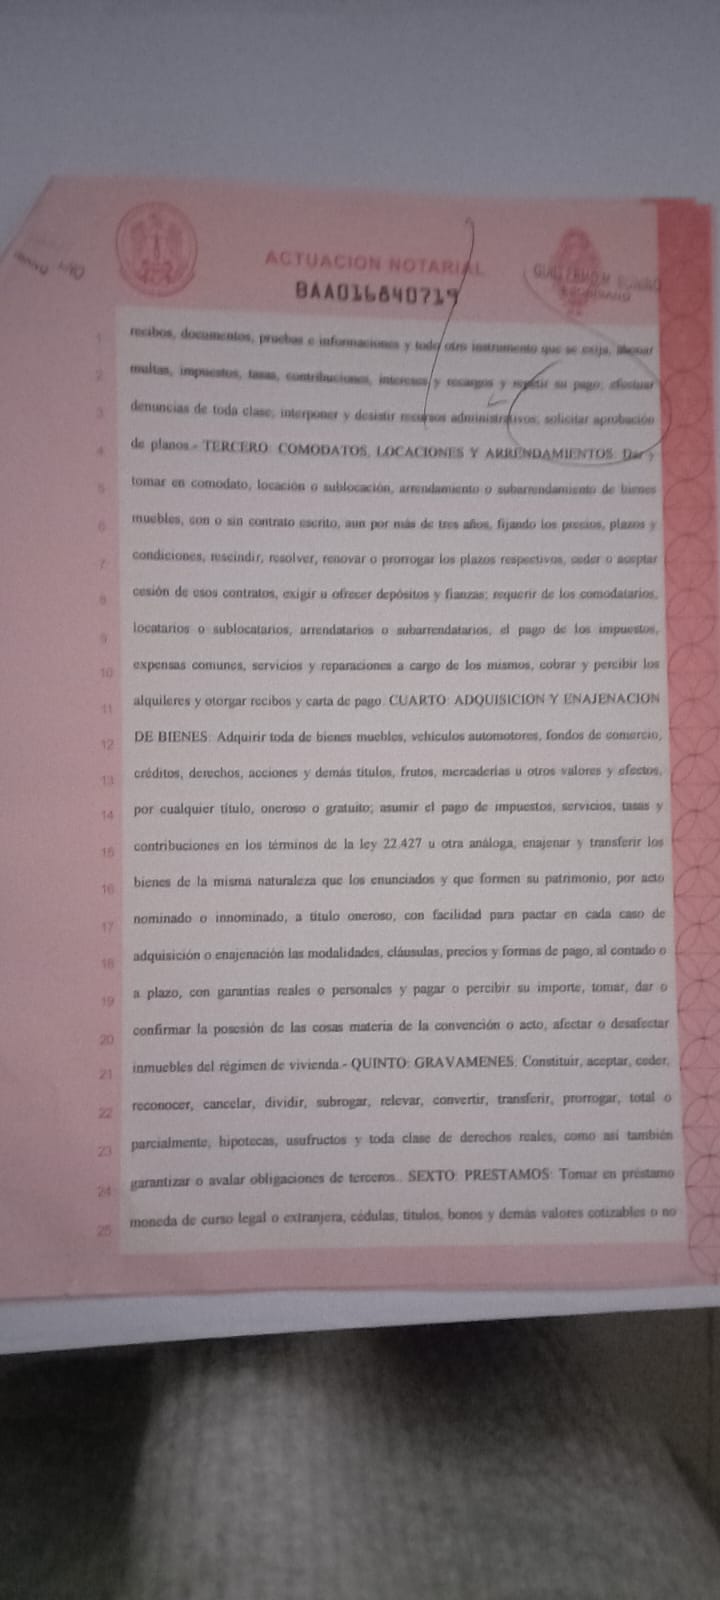 ACTUACION NOTARIAL
BAA016840719
ESCRIBANO
1 recibos, documentos, pruebas e informaciones y todo otro instrumento que se exija, abonar
2 multas, impuestos, tasas, contribuciones, intereses y recargos y repetir su pago; efectuar
3 denuncias de toda clase; interponer y desistir recursos administrativos; solicitar aprobación
4 de planos.- TERCERO: COMODATOS, LOCACIONES Y ARRENDAMIENTOS: Dar y
5 tomar en comodato, locación o sublocación, arrendamiento o subarrendamiento de bienes
6 muebles, con o sin contrato escrito, aun por más de tres años, fijando los precios, plazos y
7 condiciones, rescindir, resolver, renovar o prorrogar los plazos respectivos, ceder o aceptar
8 cesión de esos contratos, exigir u ofrecer depósitos y fianzas; requerir de los comodatarios,
9 locatarios o sublocatarios, arrendatarios o subarrendatarios, el pago de los impuestos,
10 expensas comunes, servicios y reparaciones a cargo de los mismos, cobrar y percibir los
11 alquileres y otorgar recibos y carta de pago. CUARTO: ADQUISICION Y ENAJENACION
12 DE BIENES: Adquirir toda de bienes muebles, vehículos automotores, fondos de comercio,
13 créditos, derechos, acciones y demás títulos, frutos, mercaderías u otros valores y efectos,
14 por cualquier título, oneroso o gratuito; asumir el pago de impuestos, servicios, tasas y
15 contribuciones en los términos de la ley 22.427 u otra análoga, enajenar y transferir los
16 bienes de la misma naturaleza que los enunciados y que formen su patrimonio, por acto
17 nominado o innominado, a título oneroso, con facilidad para pactar en cada caso de
18 adquisición o enajenación las modalidades, cláusulas, precios y formas de pago, al contado o
19 a plazo, con garantías reales o personales y pagar o percibir su importe, tomar, dar o
20 confirmar la posesión de las cosas materia de la convención o acto, afectar o desafectar
21 inmuebles del régimen de vivienda.- QUINTO: GRAVAMENES: Constituir, aceptar, ceder,
22 reconocer, cancelar, dividir, subrogar, relevar, convertir, transferir, prorrogar, total o
23 parcialmente, hipotecas, usufructos y toda clase de derechos reales, como así también
24 garantizar o avalar obligaciones de terceros.. SEXTO: PRESTAMOS: Tomar en préstamo
25 moneda de curso legal o extranjera, cédulas, títulos, bonos y demás valores cotizables o no